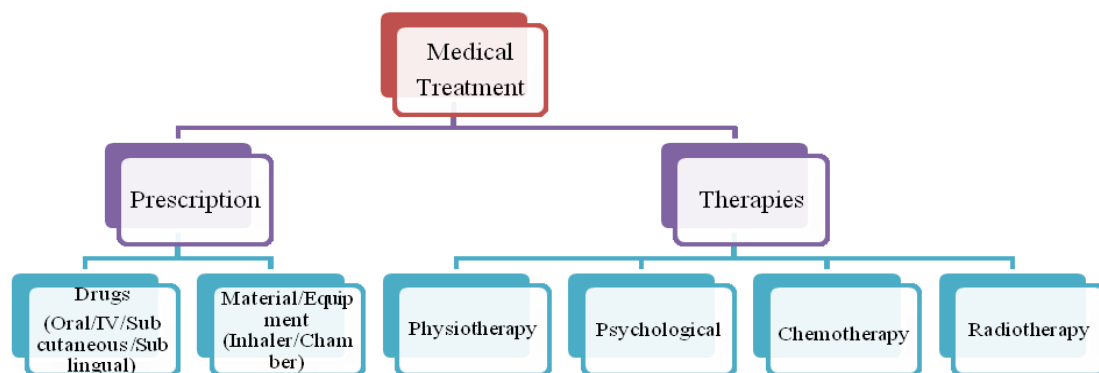 Medical
Treatment
Prescription
Therapies
Drugs
(Oral/IV/Sub
cutaneous/Sub
lingual)
Material/Equip
ment
(Inhaler/Cham
ber)
Physiotherapy
Psychological
Chemotherapy
Radiotherapy